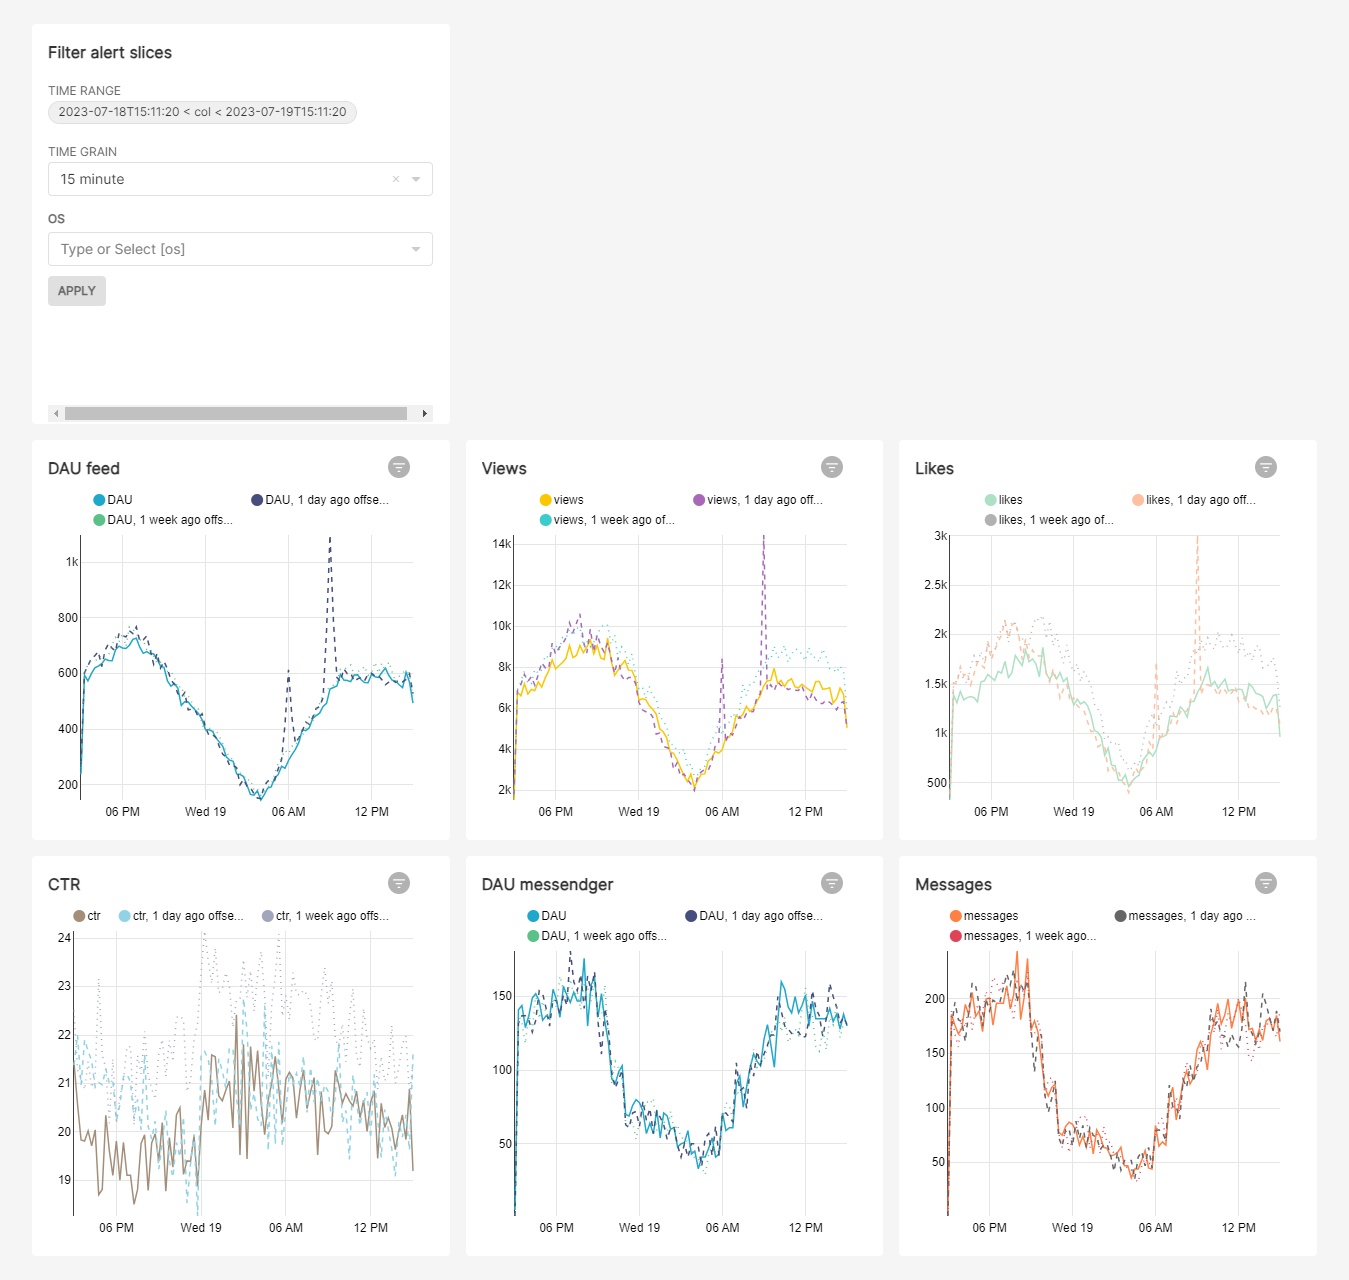 Filter alert slices
TIME RANGE
2023-07-18T15:11:20 < col < 2023-07-19T15:11:20
TIME GRAIN
15 minute ×
OS
Type or Select [os]
APPLY
DAU feed
DAU DAU, 1 day ago offse...
DAU, 1 week ago offs...
1k
800
600
400
200
06 PM Wed 19 06 AM 12 PM
Views
views views, 1 day ago off...
views, 1 week ago of...
14k
12k
10k
8k
6k
4k
2k
06 PM Wed 19 06 AM 12 PM
Likes
likes likes, 1 day ago off...
likes, 1 week ago of...
3k
2.5k
2k
1.5k
1k
500
06 PM Wed 19 06 AM 12 PM
CTR
ctr ctr, 1 day ago offse... ctr, 1 week ago offs...
24
23
22
21
20
19
06 PM Wed 19 06 AM 12 PM
DAU messendger
DAU DAU, 1 day ago offse...
DAU, 1 week ago offs...
150
100
50
06 PM Wed 19 06 AM 12 PM
Messages
messages messages, 1 day ago ...
messages, 1 week ago...
200
150
100
50
06 PM Wed 19 06 AM 12 PM